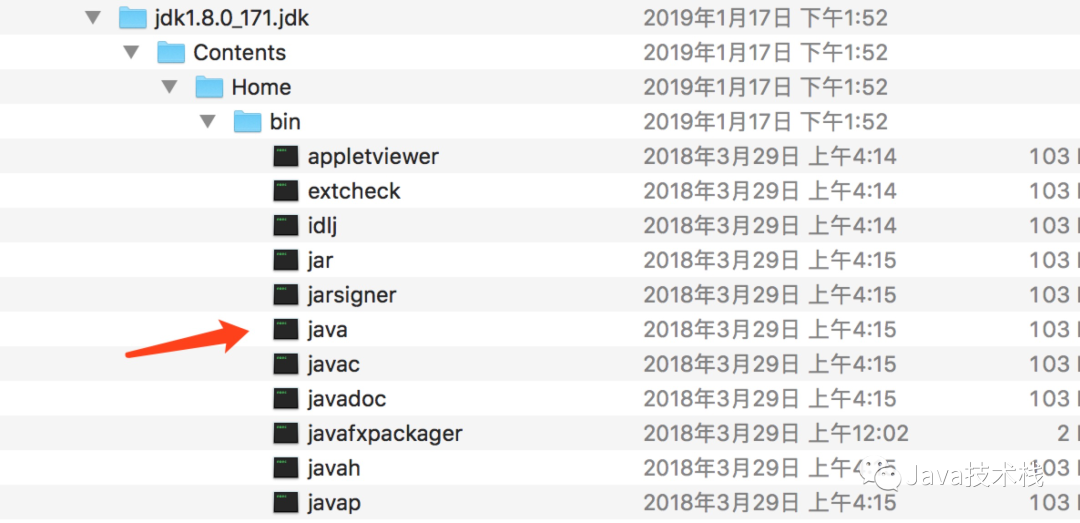 jdk1.8.0_171.jdk 2019年1月17日 下午1:52
Contents 2019年1月17日 下午1:52
Home 2019年1月17日 下午1:52
bin 2019年1月17日 下午1:52
appletviewer 2018年3月29日 上午4:14 103
extcheck 2018年3月29日 上午4:14 103
idlj 2018年3月29日 上午4:14 103
jar 2018年3月29日 上午4:15 103
jarsigner 2018年3月29日 上午4:15 103
java 2018年3月29日 上午4:15 103
javac 2018年3月29日 上午4:15 103
javadoc 2018年3月29日 上午4:15 103
javafxpackager 2018年3月29日 上午12:02 2
javah 2018年3月29日 上午4:15 103
javap 2018年3月29日 上午4:15 103
Java技术栈